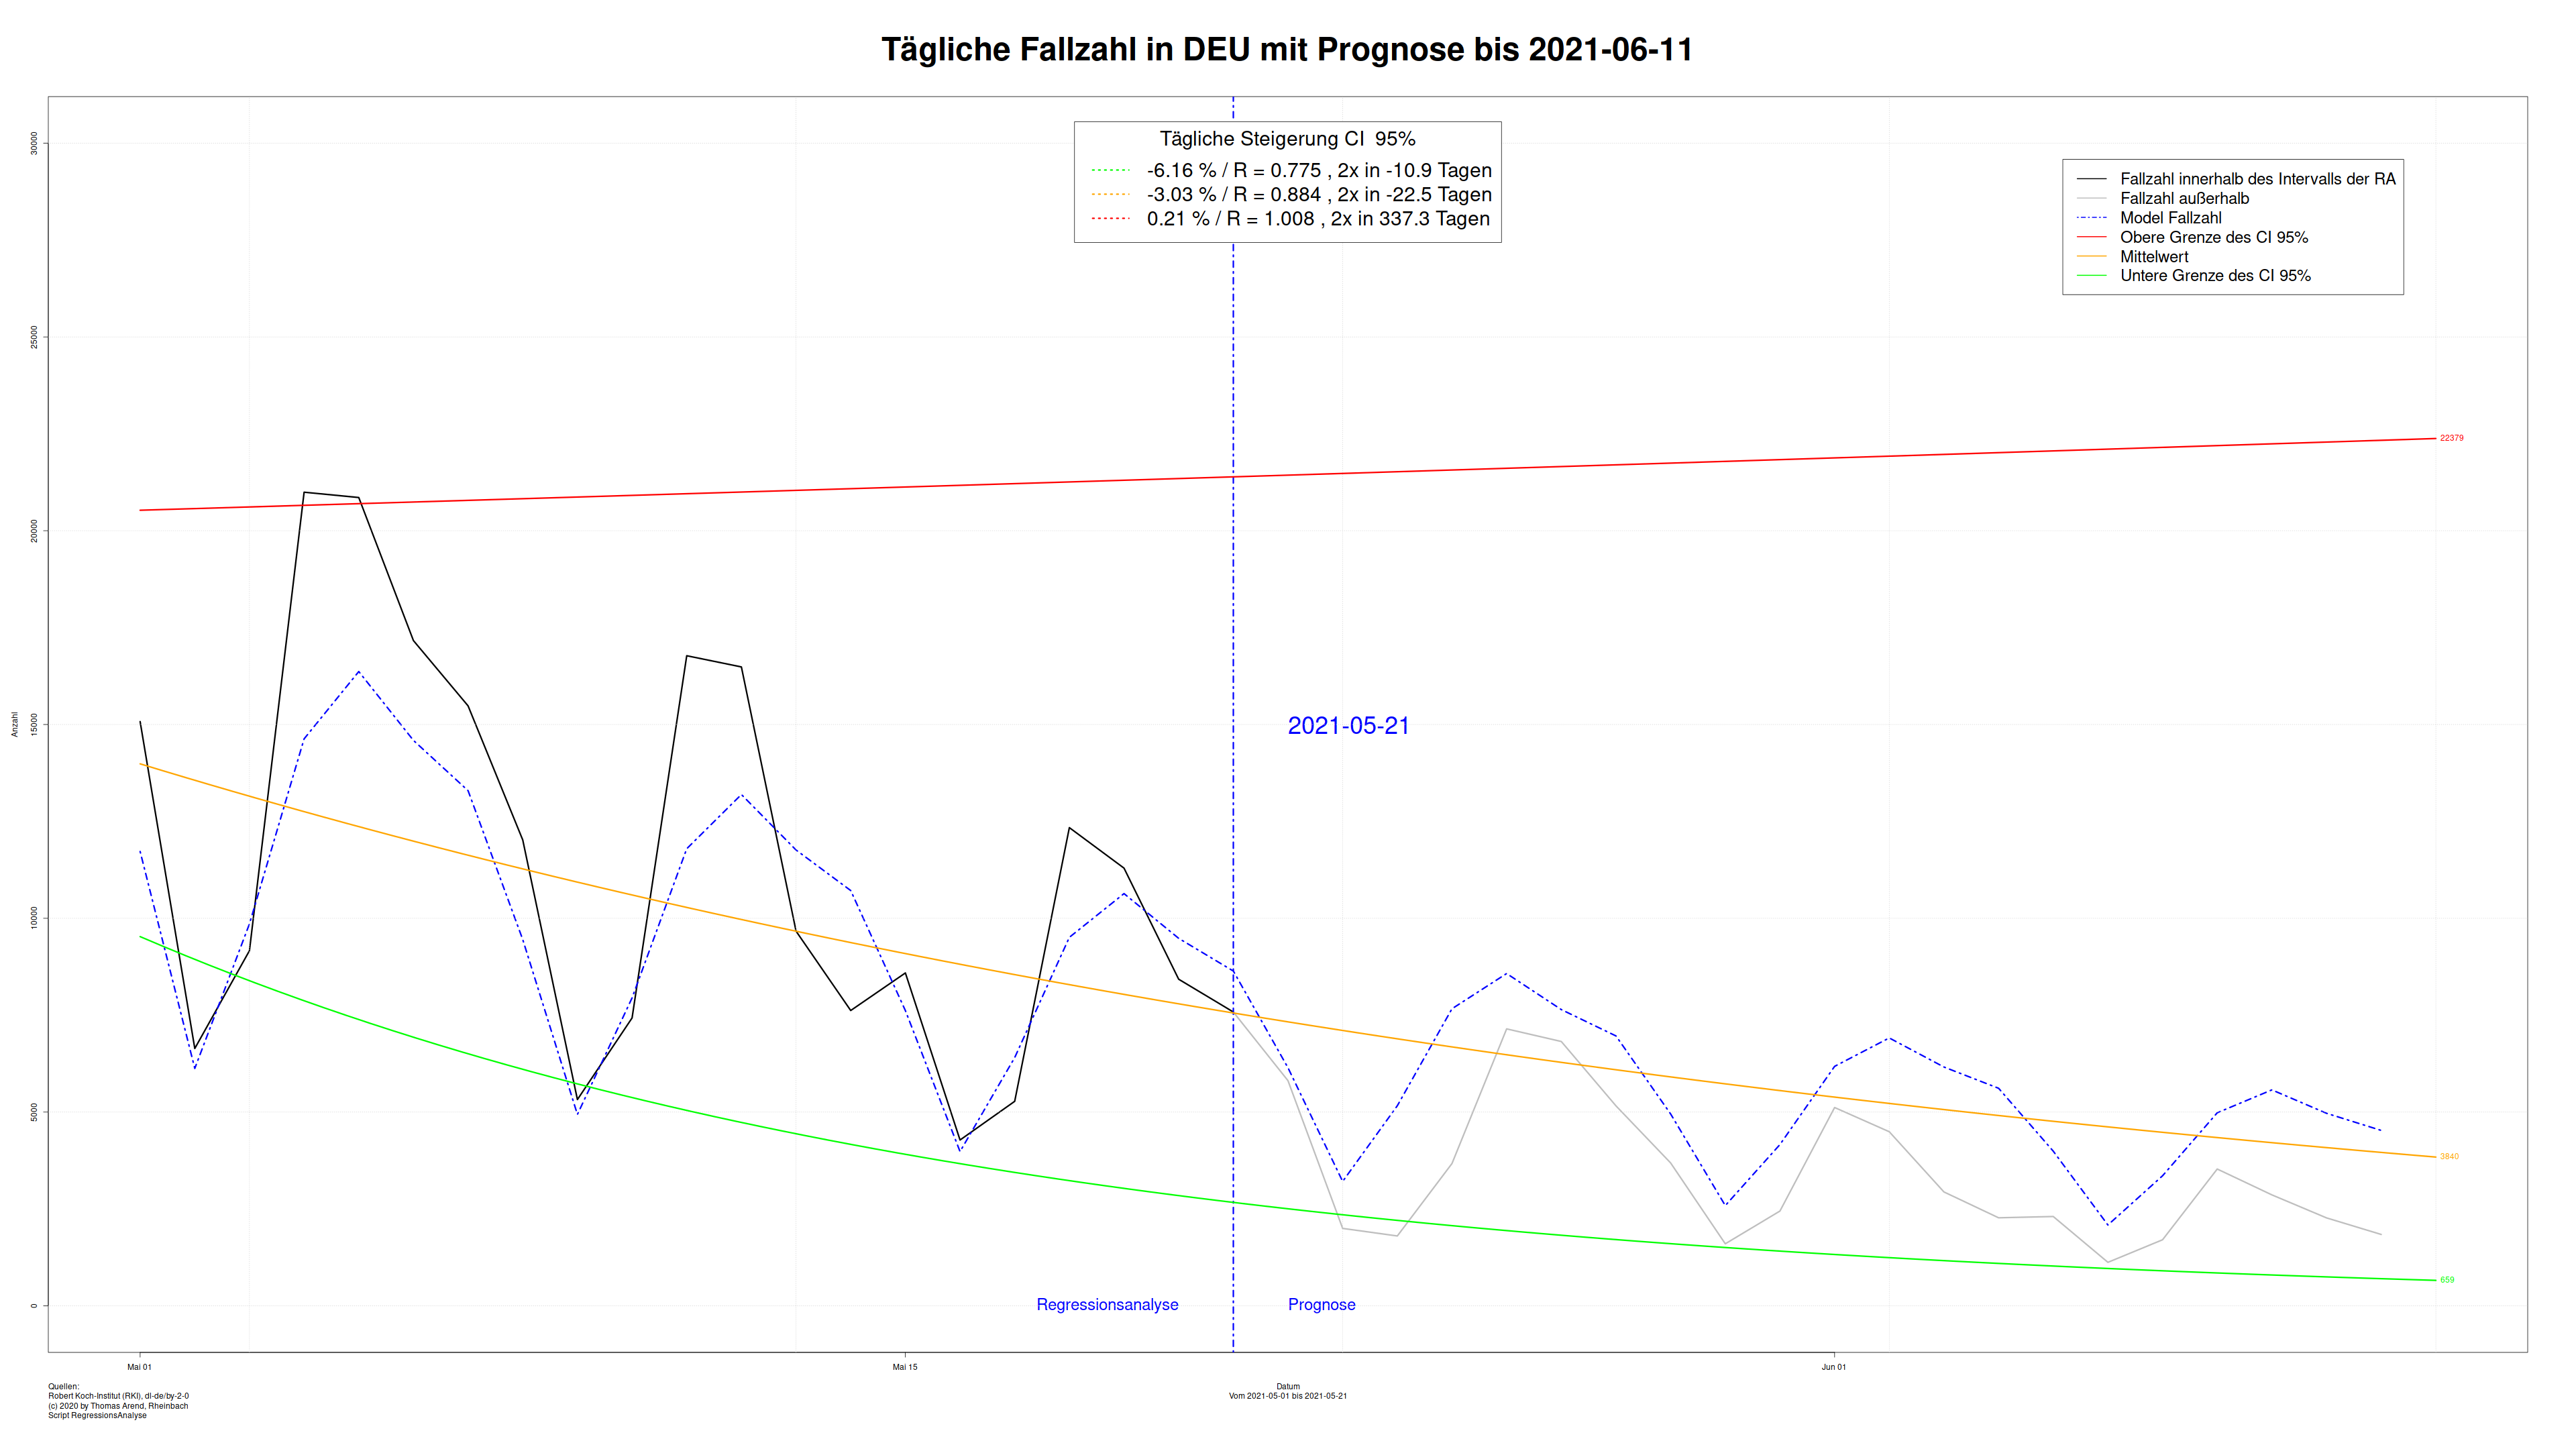 Tägliche Fallzahl in DEU mit Prognose bis 2021-06-11
Tägliche Steigerung CI  95%
-6.16 % / R = 0.775 , 2x in -10.9 Tagen
-3.03 % / R = 0.884 , 2x in -22.5 Tagen
0.21 % / R = 1.008 , 2x in 337.3 Tagen
Fallzahl innerhalb des Intervalls der RA
Fallzahl außerhalb
Model Fallzahl
Obere Grenze des CI 95%
Mittelwert
Untere Grenze des CI 95%
30000
25000
20000
15000
10000
5000
0
Anzahl
22379
2021-05-21
3840
659
Regressionsanalyse
Prognose
Mai 01
Mai 15
Jun 01
Datum
Vom 2021-05-01 bis 2021-05-21
Quellen:
Robert Koch-Institut (RKI), dl-de/by-2-0
(c) 2020 by Thomas Arend, Rheinbach
Script RegressionsAnalyse